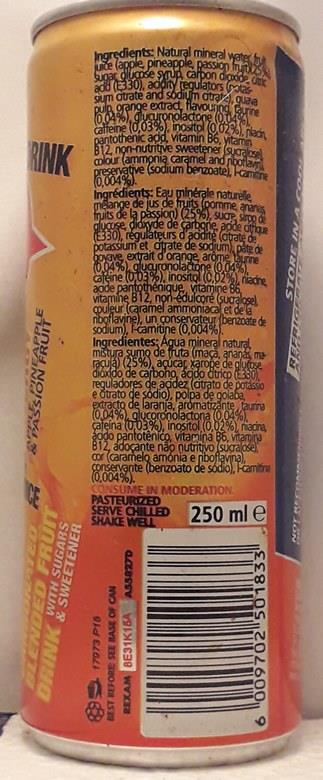 Ingredients: Natural mineral water, fruit
juice (apple, pineapple, passion fruit)(25%),
sugar, glucose syrup, carbon dioxide, citric
acid (E330), acidity regulators (potas-
sium citrate and sodium citrate), guava
pulp, orange extract, flavouring, taurine
(0,04%), glucuronolactone (0,04%),
caffeine (0,03%), inositol (0,02%), niacin,
pantothenic acid, vitamin B6, vitamin
B12, non-nutritive sweetener (sucralose),
colour (ammonia caramel and riboflavin),
preservative (sodium benzoate), l-carnitine
(0,004%).
Ingrédients: Eau minérale naturelle,
mélange de jus de fruits (pomme, ananas,
fruits de la passion) (25%), sucre, sirop de
glucose, dioxyde de carbone, acide citrique
(E330), régulateurs d'acidité (citrate de
potassium et citrate de sodium), pâte de
goyave, extrait d'orange, arôme, taurine
(0,04%), glucuronolactone (0,04%),
caféine (0,03%), inositol (0,02%), niacine,
acide pantothénique, vitamine B6,
vitamine B12, non-édulcoré (sucralose),
couleur (caramel ammoniacal et de la
riboflavine), un conservateur (benzoate de
sodium), l-carnitine (0,004%).
Ingredientes: Água mineral natural,
mistura sumo de fruta (maçã, ananás, ma-
racujá) (25%), açucar, xarope de glucose,
dióxido de carbono, ácido cítrico (E330),
reguladores de acidez (citrato de potássio
e citrato de sódio), polpa de goiaba,
extracto de laranja, aromatizante, taurina
(0,04%), glucoronolactona (0,04%),
cafeína (0,03%), inositol (0,02%), niacina,
ácido pantotênico, vitamina B6, vitamina
B12, adoçante não nutritivo (sucralose),
cor (caramelo amónia e riboflavina),
conservante (benzoato de sódio), l-carnitina
(0,004%).
CONSUME IN MODERATION.
PASTEURIZED
SERVE CHILLED
SHAKE WELL
250 ml e
6 009702 501833
17973 P16
BEST BEFORE: SEE BASE OF CAN
REXAM 8E31K16A A55927D
DRINK
PINEAPPLE
& PASSION FRUIT
BLENDED FRUIT
DRINK WITH SUGARS
& SWEETENER
STORE IN A COOL